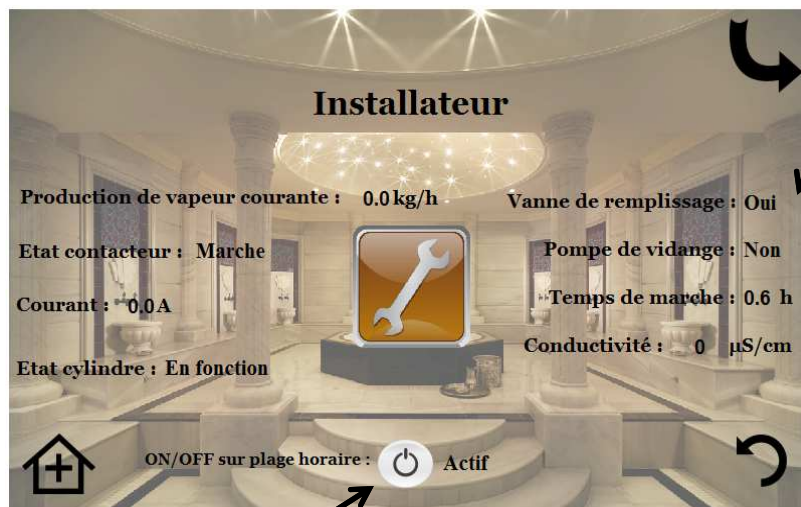 Installateur
Production de vapeur courante : 0.0 kg/h
Vanne de remplissage : Oui
Etat contacteur : Marche
Pompe de vidange : Non
Courant : 0,0 A
Temps de marche : 0.6 h
Etat cylindre : En fonction
Conductivité : 0 µS/cm
ON/OFF sur plage horaire : Actif